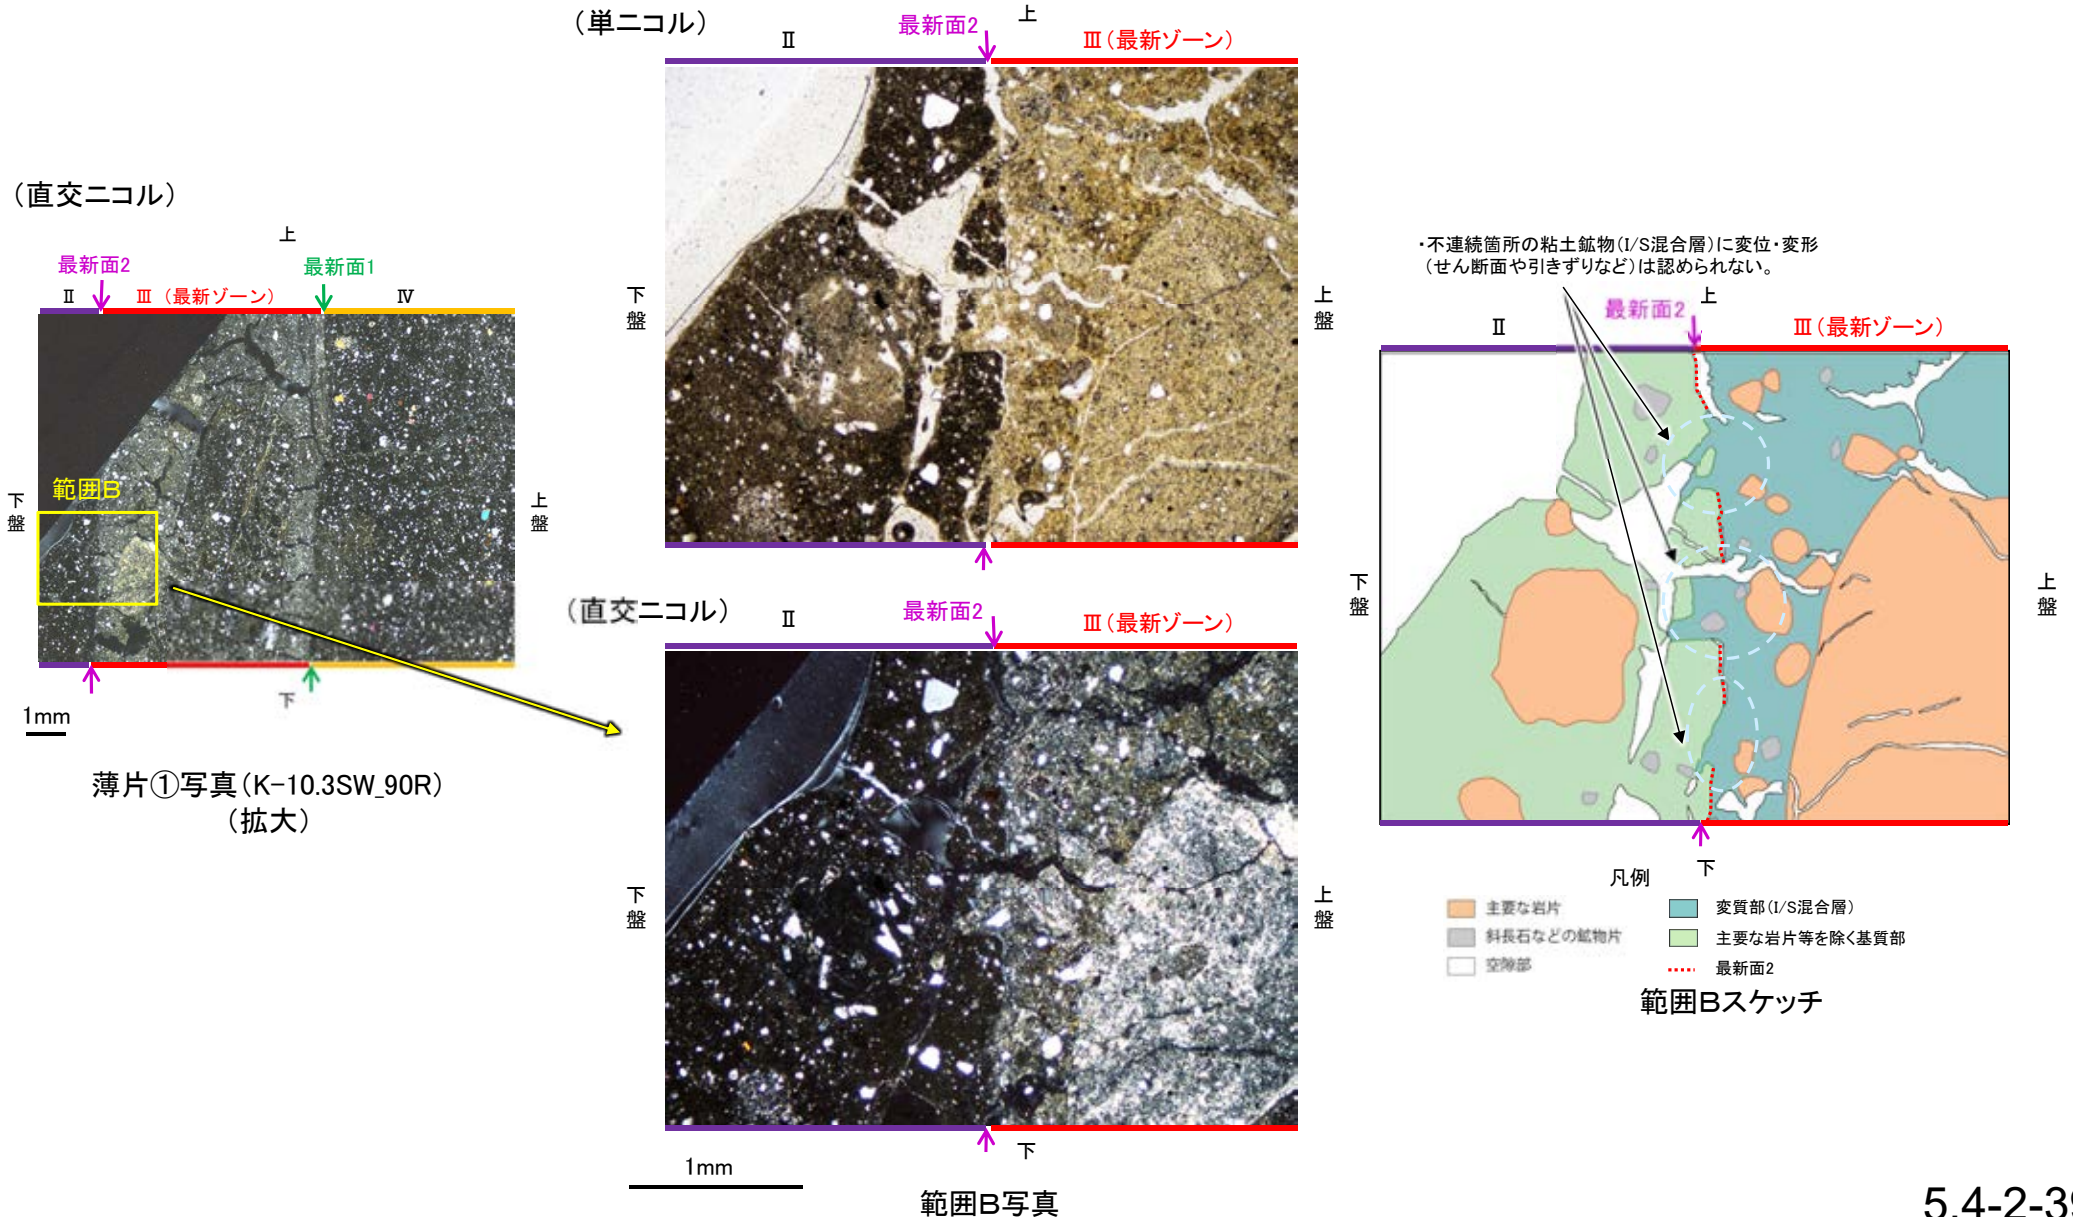 (直交ニコル)
上
最新面2
最新面1
Ⅱ
Ⅲ(最新ゾーン)
Ⅳ
下盤
範囲B
上盤
下
1mm
薄片①写真(K-10.3SW_90R)
(拡大)
(単ニコル)
上
最新面2
Ⅱ
Ⅲ(最新ゾーン)
下盤
上盤
(直交ニコル)
最新面2
Ⅱ
Ⅲ(最新ゾーン)
下盤
上盤
下
1mm
範囲B写真
・不連続箇所の粘土鉱物(I/S混合層)に変位・変形
(せん断面や引きずりなど)は認められない。
上
最新面2
Ⅱ
Ⅲ(最新ゾーン)
下盤
上盤
下
凡例
主要な岩片
斜長石などの鉱物片
空隙部
変質部(I/S混合層)
主要な岩片等を除く基質部
最新面2
範囲Bスケッチ
5.4-2-39